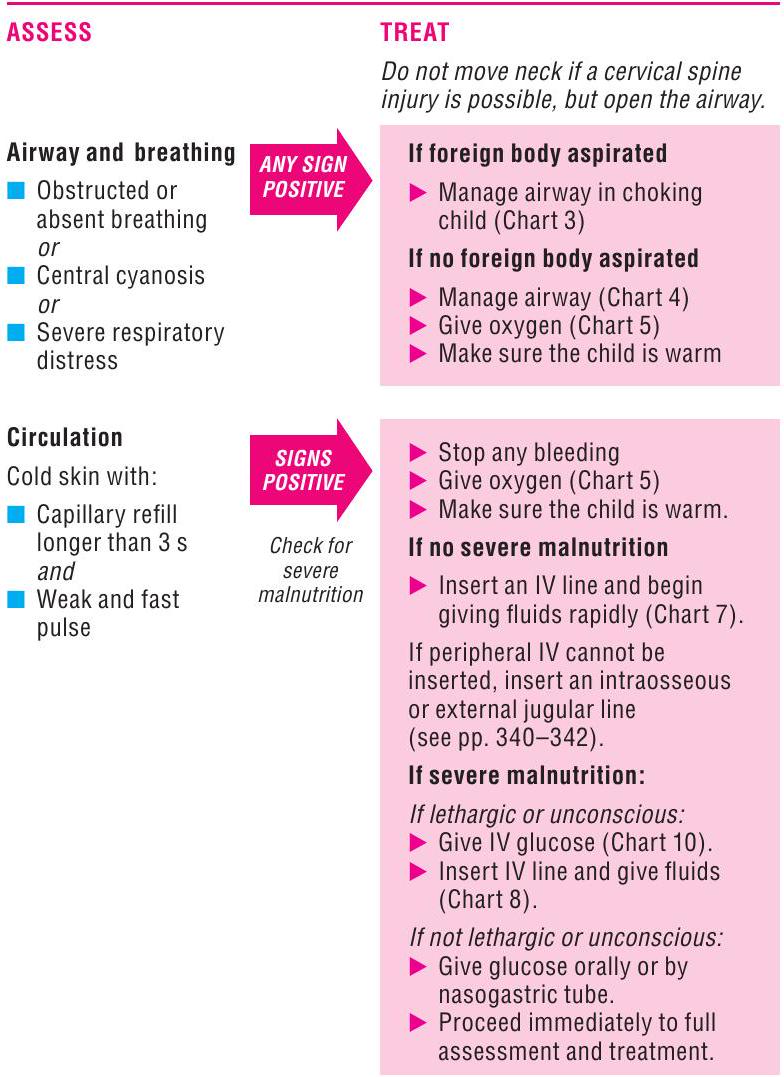 ASSESS
TREAT
Do not move neck if a cervical spine
injury is possible, but open the airway.
Airway and breathing
Obstructed or
absent breathing
or
Central cyanosis
or
Severe respiratory
distress
ANY SIGN
POSITIVE
If foreign body aspirated
Manage airway in choking
child (Chart 3)
If no foreign body aspirated
Manage airway (Chart 4)
Give oxygen (Chart 5)
Make sure the child is warm
Circulation
Cold skin with:
Capillary refill
longer than 3 s
and
Weak and fast
pulse
SIGNS
POSITIVE
Check for
severe
malnutrition
Stop any bleeding
Give oxygen (Chart 5)
Make sure the child is warm.
If no severe malnutrition
Insert an IV line and begin
giving fluids rapidly (Chart 7).
If peripheral IV cannot be
inserted, insert an intraosseous
or external jugular line
(see pp. 340–342).
If severe malnutrition:
If lethargic or unconscious:
Give IV glucose (Chart 10).
Insert IV line and give fluids
(Chart 8).
If not lethargic or unconscious:
Give glucose orally or by
nasogastric tube.
Proceed immediately to full
assessment and treatment.